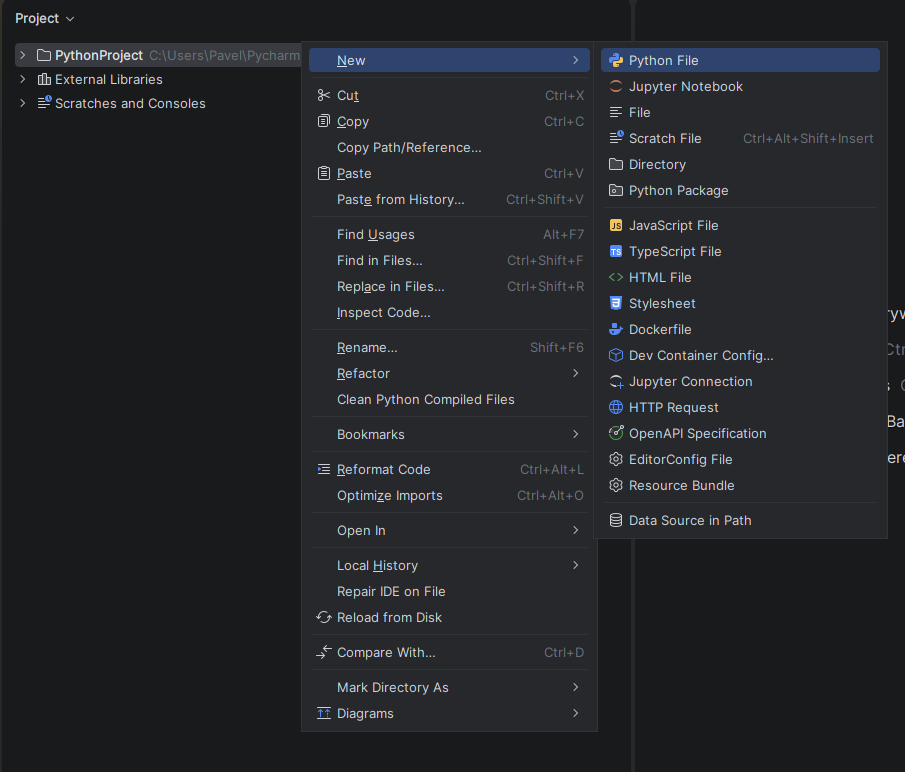 Project
PythonProject C:\Users\Pavel\Pycharm
External Libraries
Scratches and Consoles
New
Cut Ctrl+X
Copy Ctrl+C
Copy Path/Reference...
Paste Ctrl+V
Paste from History... Ctrl+Shift+V
Find Usages Alt+F7
Find in Files... Ctrl+Shift+F
Replace in Files... Ctrl+Shift+R
Inspect Code...
Rename... Shift+F6
Refactor
Clean Python Compiled Files
Bookmarks
Reformat Code Ctrl+Alt+L
Optimize Imports Ctrl+Alt+O
Open In
Local History
Repair IDE on File
Reload from Disk
Compare With... Ctrl+D
Mark Directory As
Diagrams
Python File
Jupyter Notebook
File
Scratch File Ctrl+Alt+Shift+Insert
Directory
Python Package
JS JavaScript File
TS TypeScript File
HTML File
Stylesheet
Dockerfile
Dev Container Config...
Jupyter Connection
HTTP Request
OpenAPI Specification
EditorConfig File
Resource Bundle
Data Source in Path